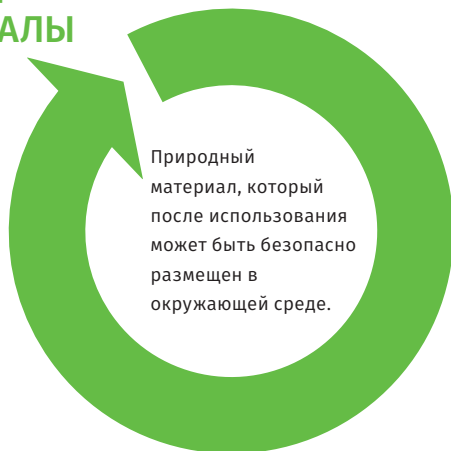 АЛЫ
Природный
материал, который
после использования
может быть безопасно
размещен в
окружающей среде.